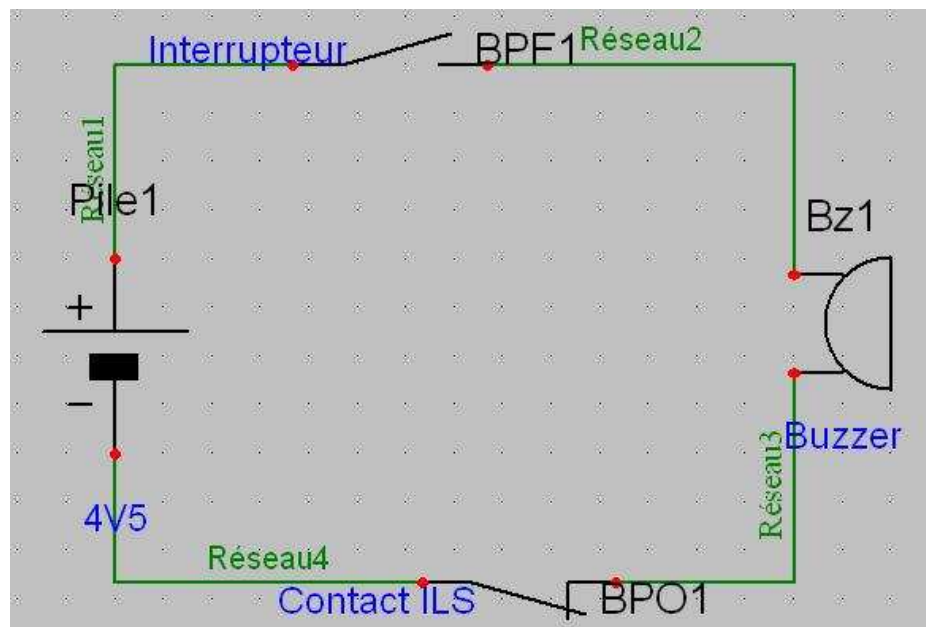 Interrupteur
BPF1
Réseau2
Réseau1
Pile1
Bz1
+
−
Buzzer
Réseau3
4V5
Réseau4
Contact ILS
BPO1